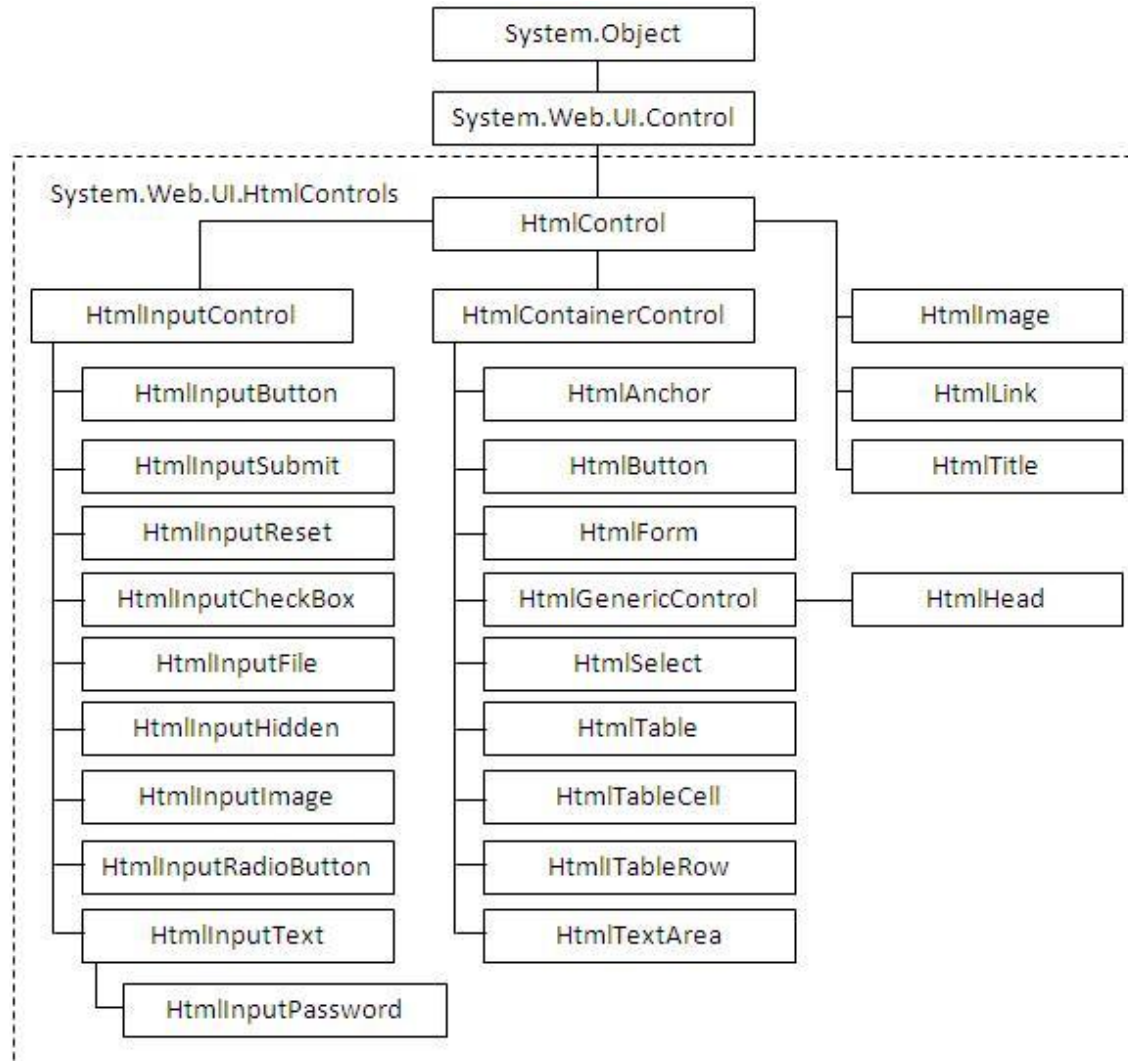 System.Object
System.Web.UI.Control
System.Web.UI.HtmlControls
HtmlControl
HtmlInputControl
HtmlInputButton
HtmlInputSubmit
HtmlInputReset
HtmlInputCheckBox
HtmlInputFile
HtmlInputHidden
HtmlInputImage
HtmlInputRadioButton
HtmlInputText
HtmlInputPassword
HtmlContainerControl
HtmlAnchor
HtmlButton
HtmlForm
HtmlGenericControl
HtmlSelect
HtmlTable
HtmlTableCell
HtmlITableRow
HtmlTextArea
HtmlImage
HtmlLink
HtmlTitle
HtmlHead